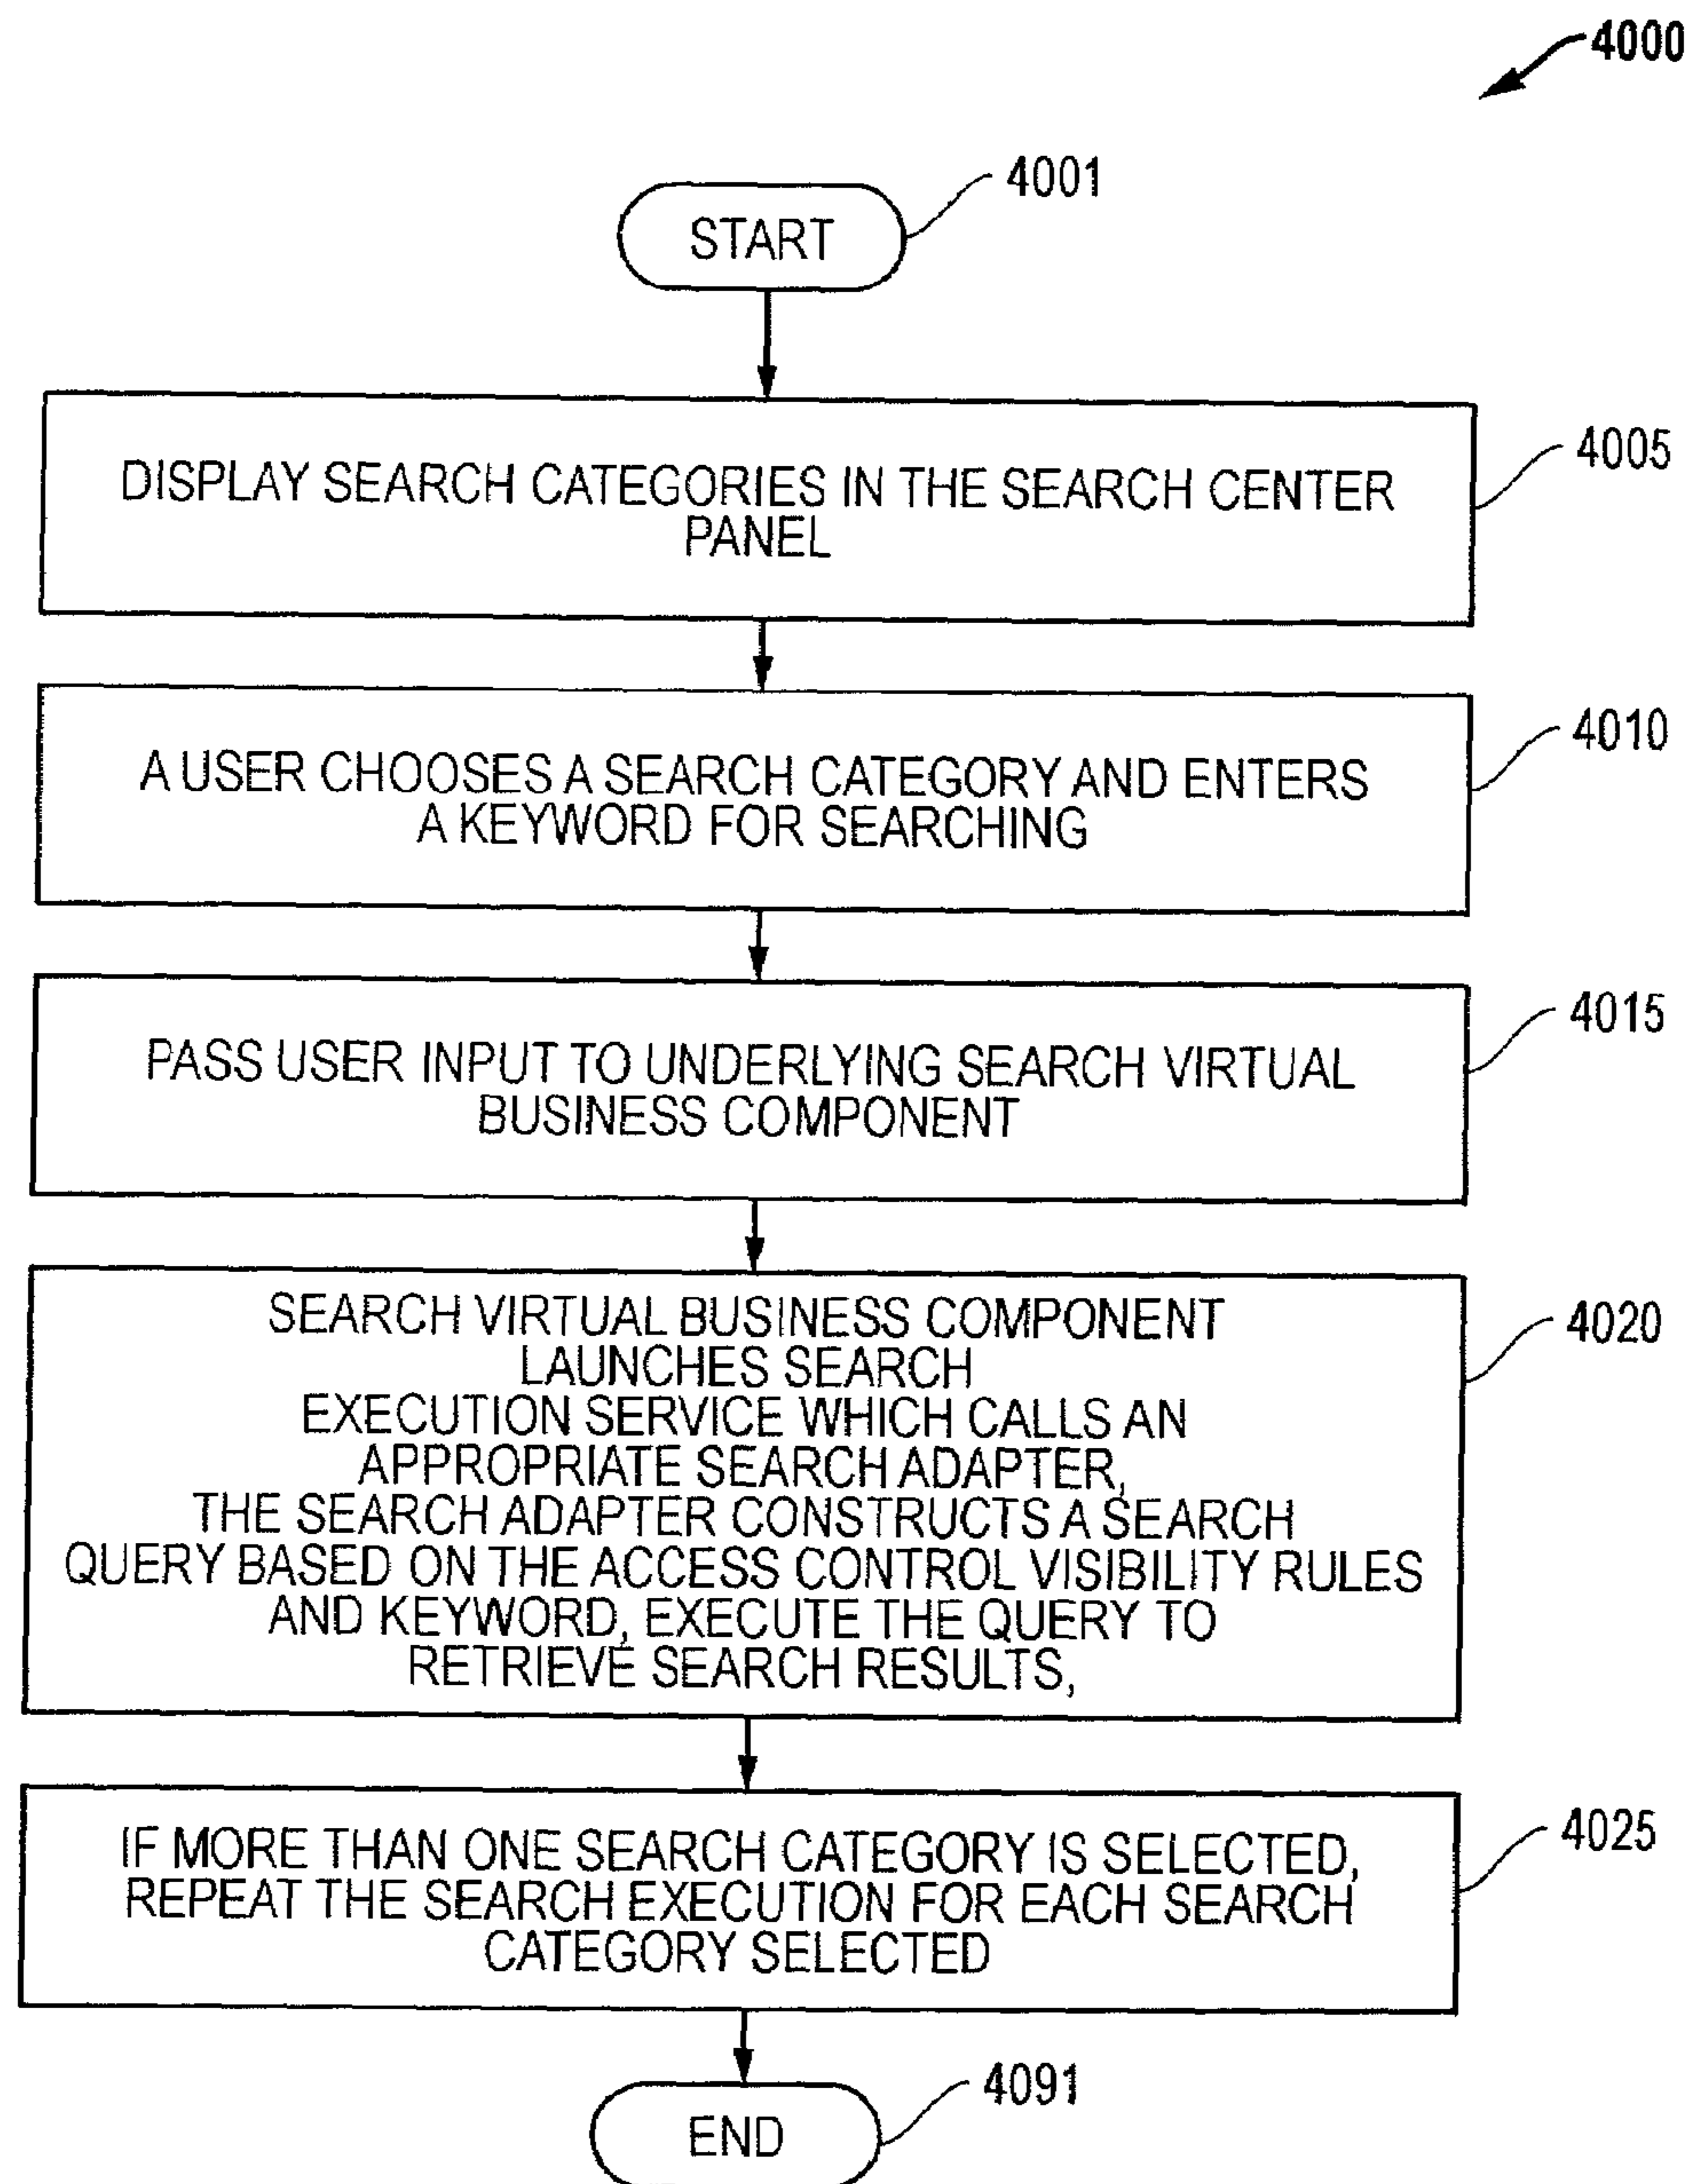 4000
4001
START
4005
DISPLAY SEARCH CATEGORIES IN THE SEARCH CENTER
PANEL
4010
A USER CHOOSES A SEARCH CATEGORY AND ENTERS
A KEYWORD FOR SEARCHING
4015
PASS USER INPUT TO UNDERLYING SEARCH VIRTUAL
BUSINESS COMPONENT
4020
SEARCH VIRTUAL BUSINESS COMPONENT
LAUNCHES SEARCH
EXECUTION SERVICE WHICH CALLS AN
APPROPRIATE SEARCH ADAPTER,
THE SEARCH ADAPTER CONSTRUCTS A SEARCH
QUERY BASED ON THE ACCESS CONTROL VISIBILITY RULES
AND KEYWORD, EXECUTE THE QUERY TO
RETRIEVE SEARCH RESULTS,
4025
IF MORE THAN ONE SEARCH CATEGORY IS SELECTED,
REPEAT THE SEARCH EXECUTION FOR EACH SEARCH
CATEGORY SELECTED
4091
END